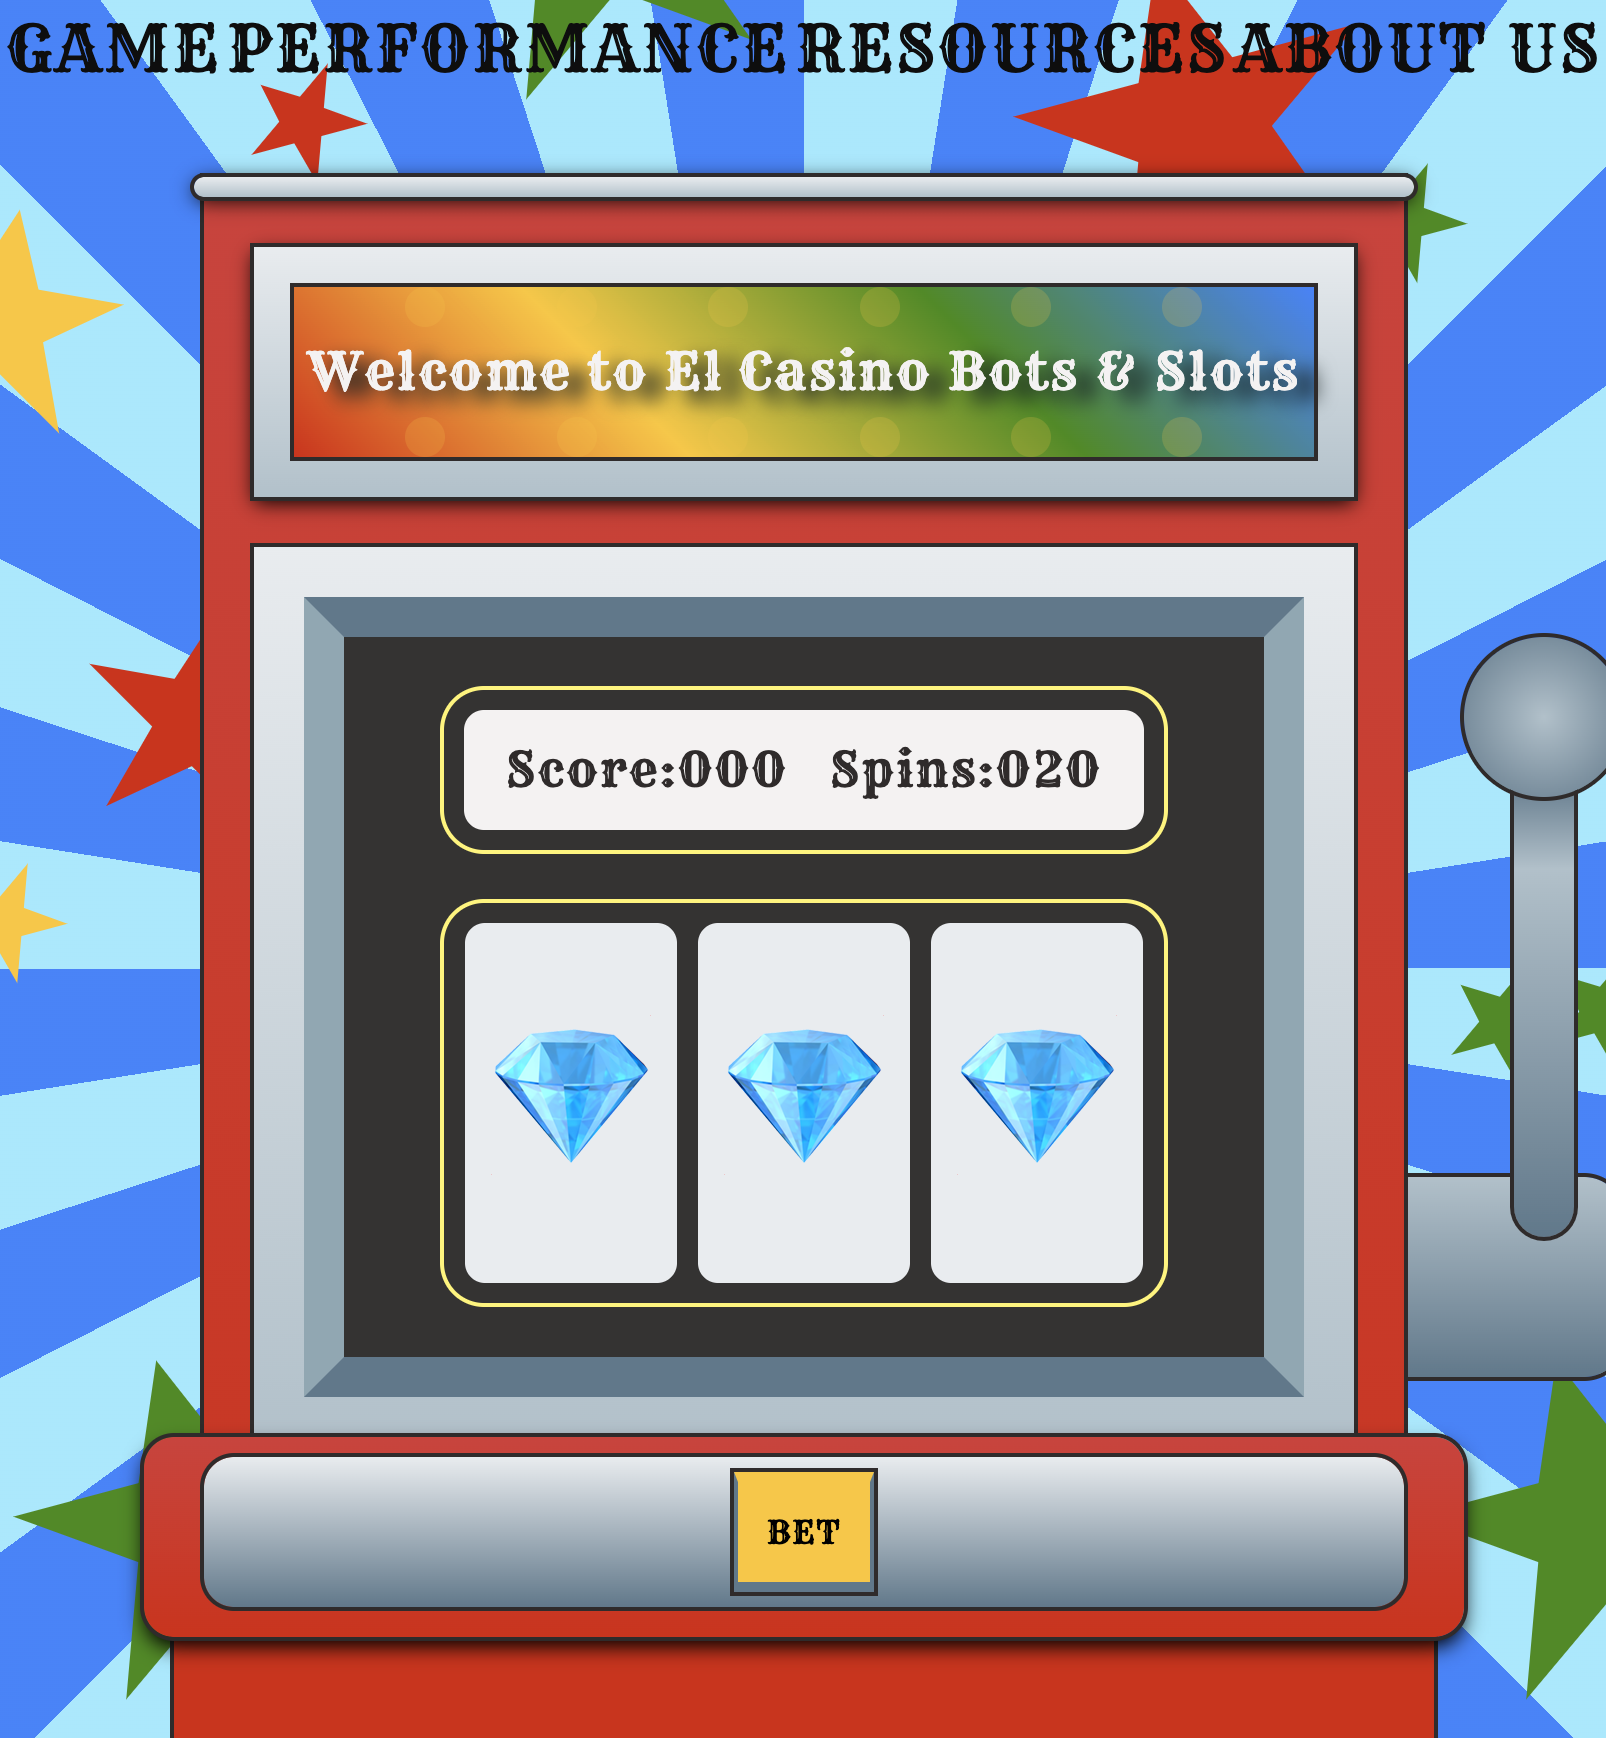 GAME PERFORMANCE RESOURCES ABOUT US
Welcome to El Casino Bots & Slots
Score:000 Spins:020
BET